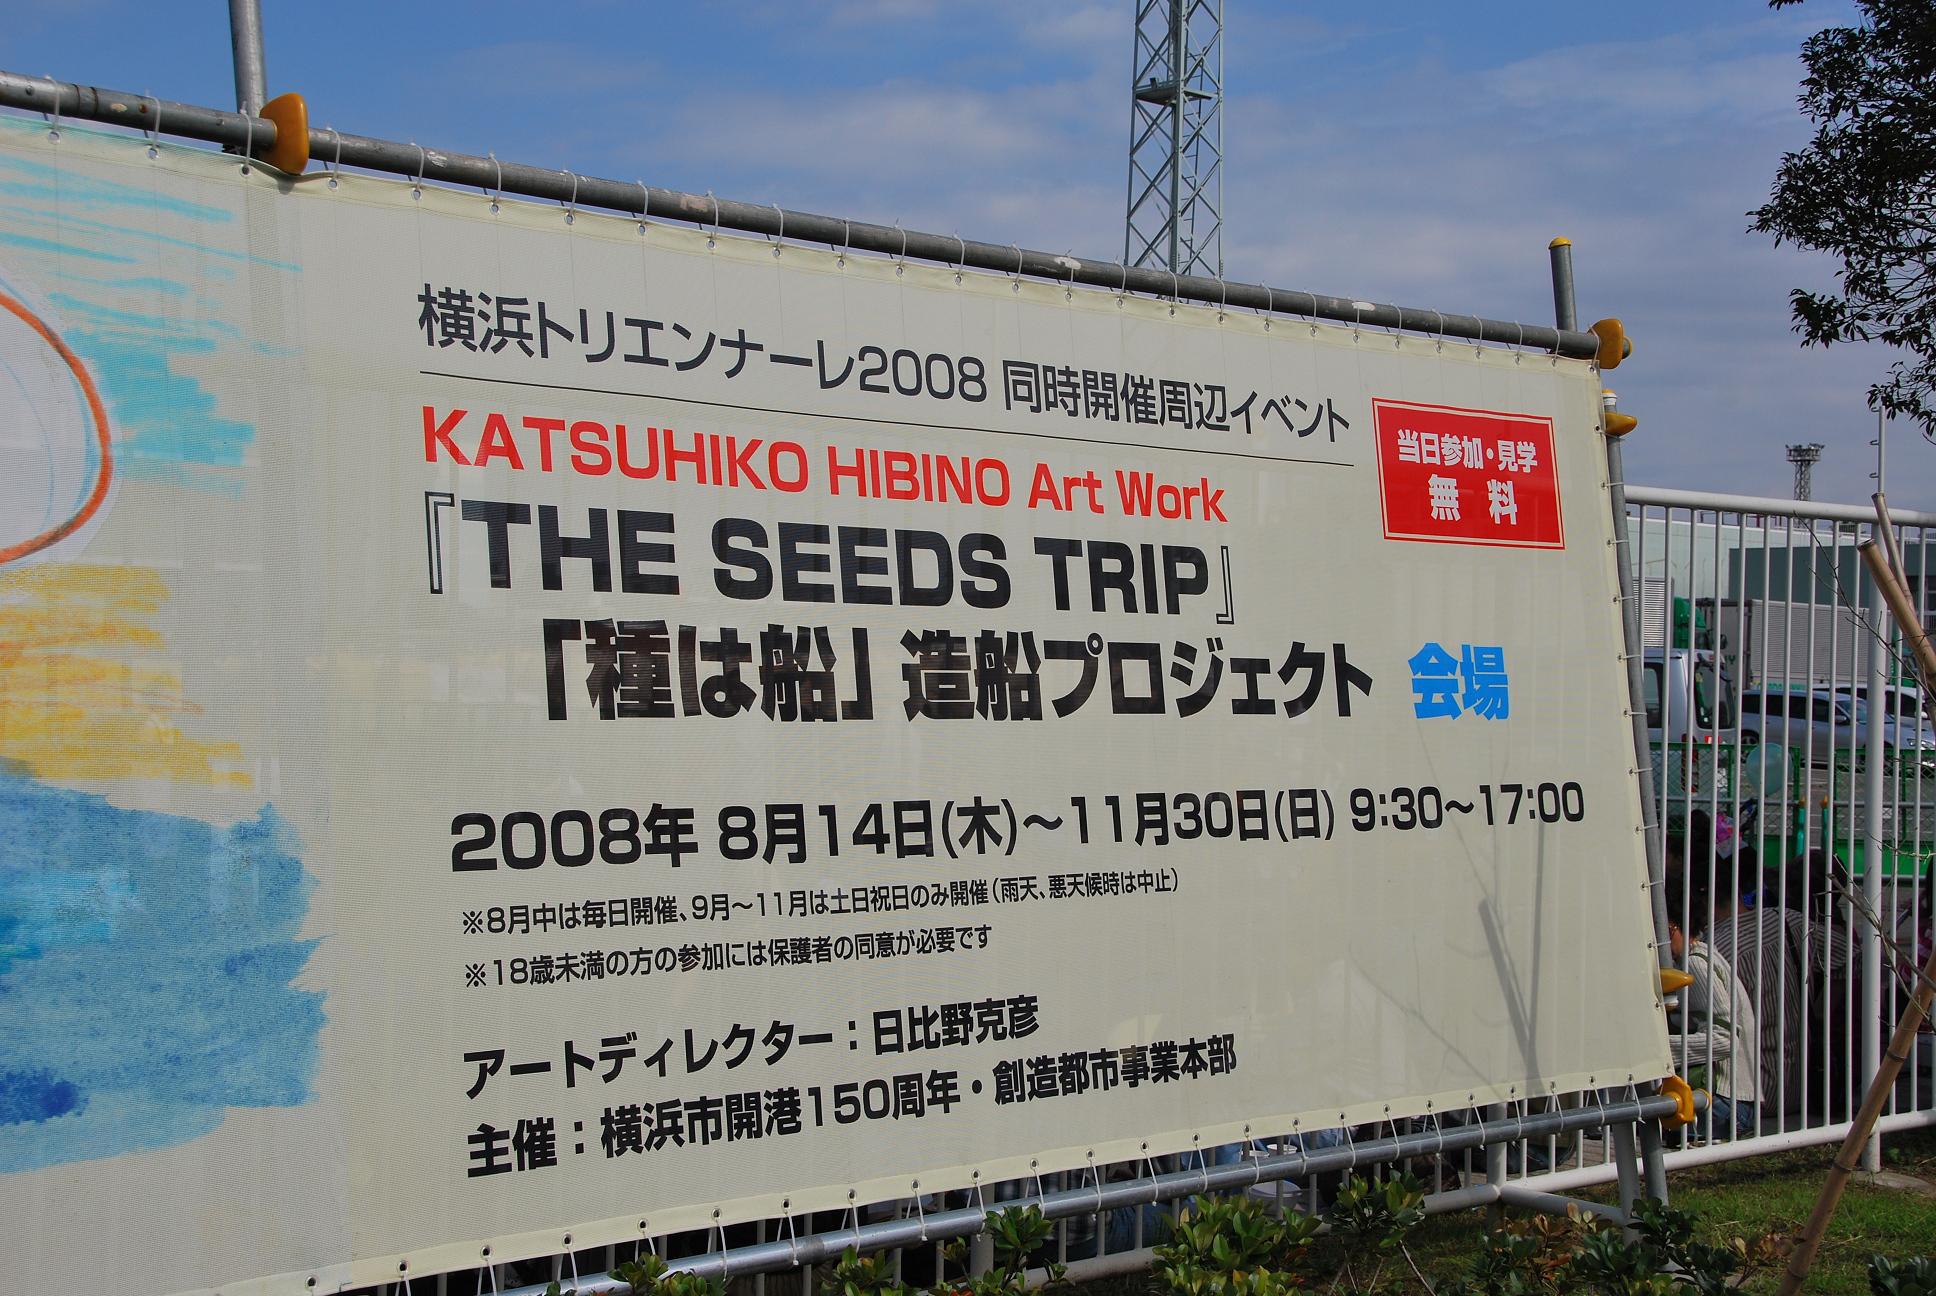 横浜トリエンナーレ2008 同時開催周辺イベント
KATSUHIKO HIBINO Art Work
当日参加・見学
無 料
『THE SEEDS TRIP』
「種は船」造船プロジェクト 会場
2008年 8月14日(木)〜11月30日(日) 9:30〜17:00
※8月中は毎日開催、9月〜11月は土日祝日のみ開催(雨天、悪天候時は中止)
※18歳未満の方の参加には保護者の同意が必要です
アートディレクター:日比野克彦
主催:横浜市開港150周年・創造都市事業本部